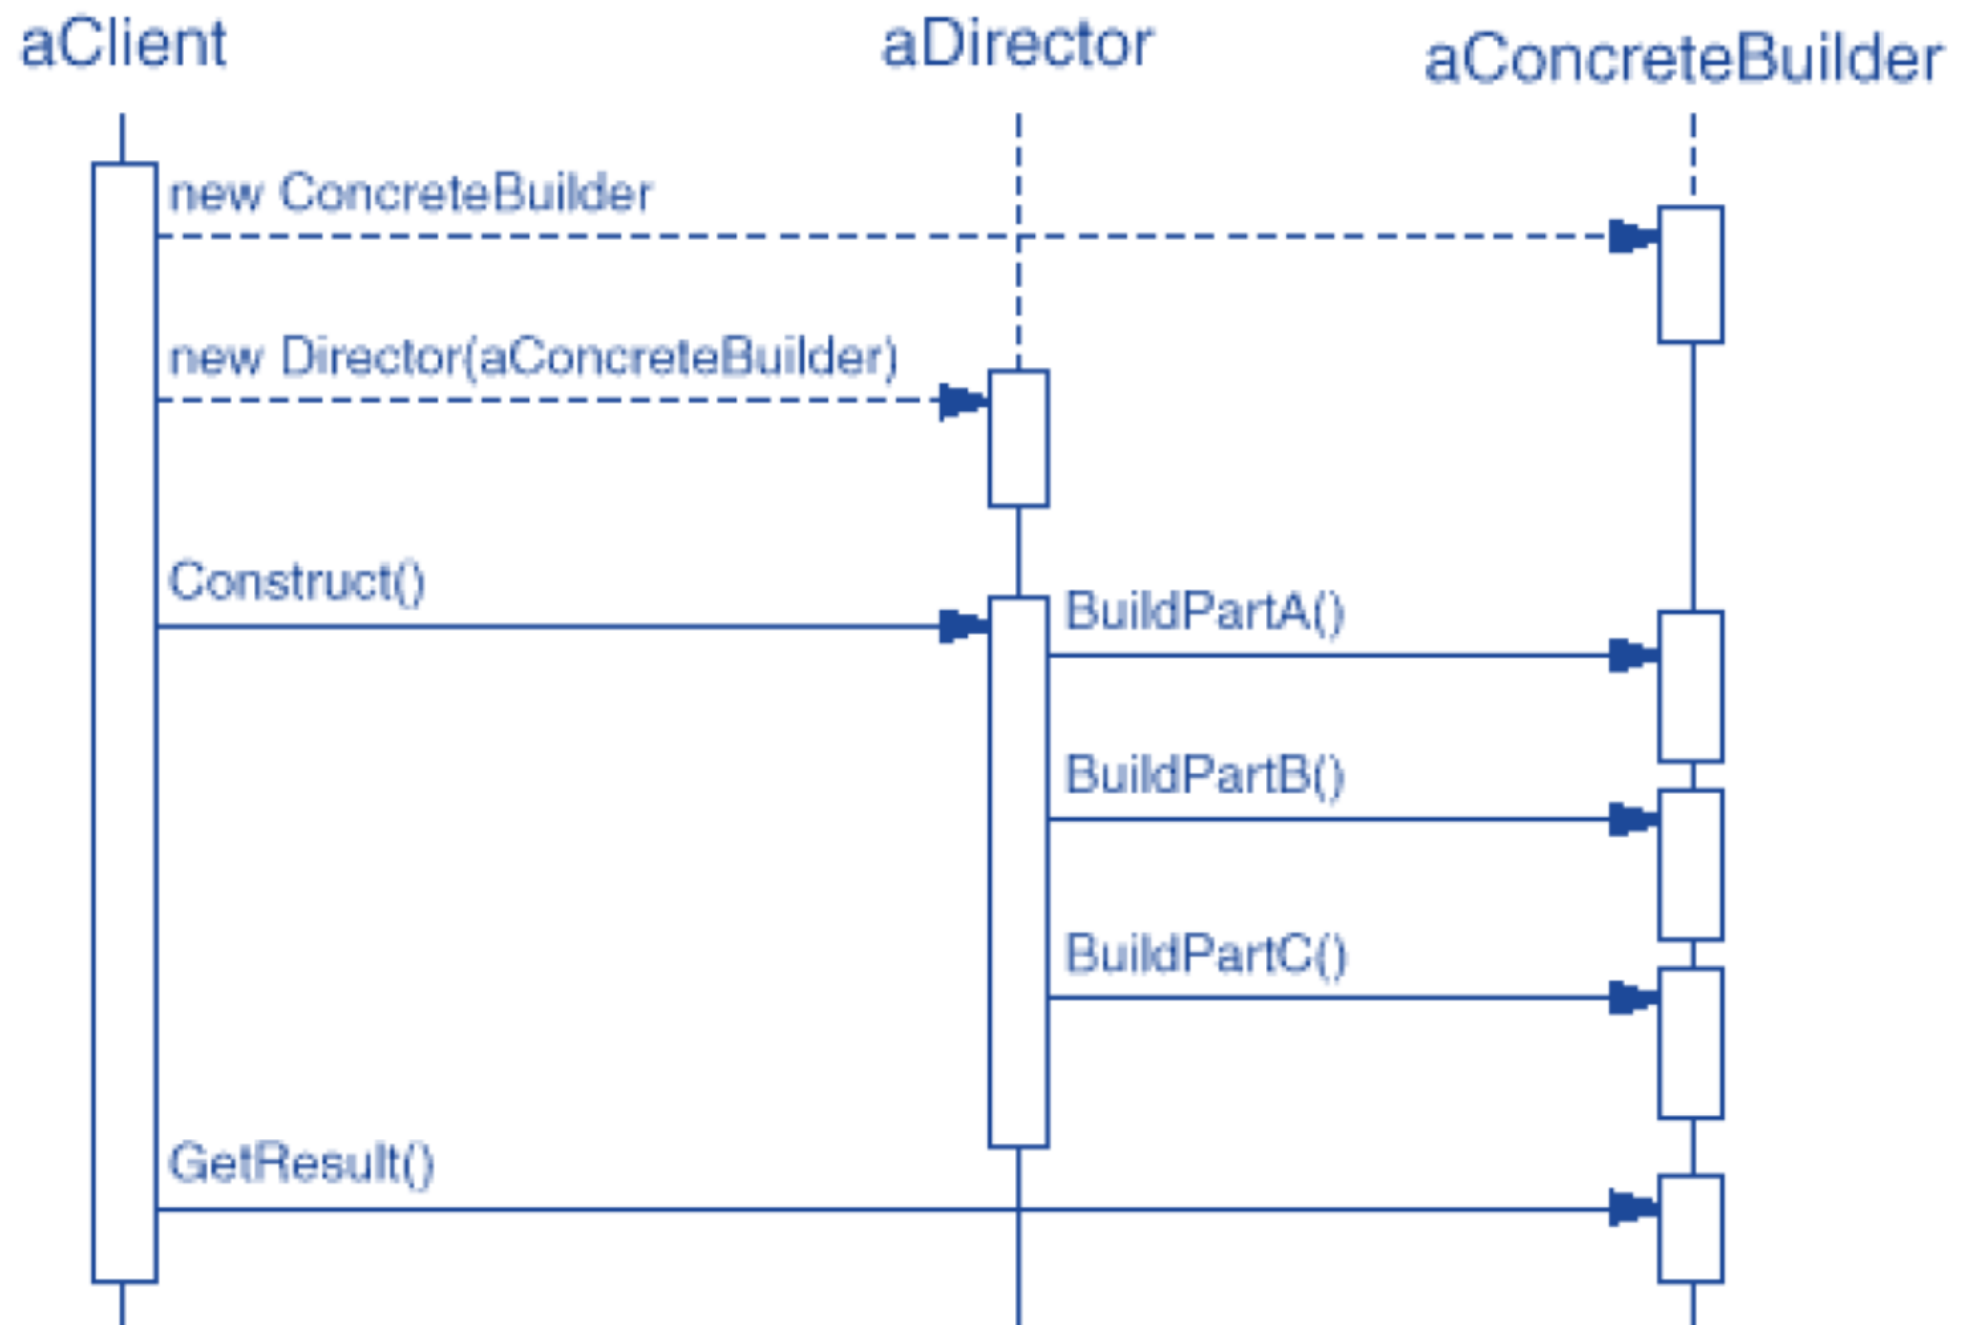 aClient
aDirector
aConcreteBuilder
new ConcreteBuilder
new Director(aConcreteBuilder)
Construct()
BuildPartA()
BuildPartB()
BuildPartC()
GetResult()